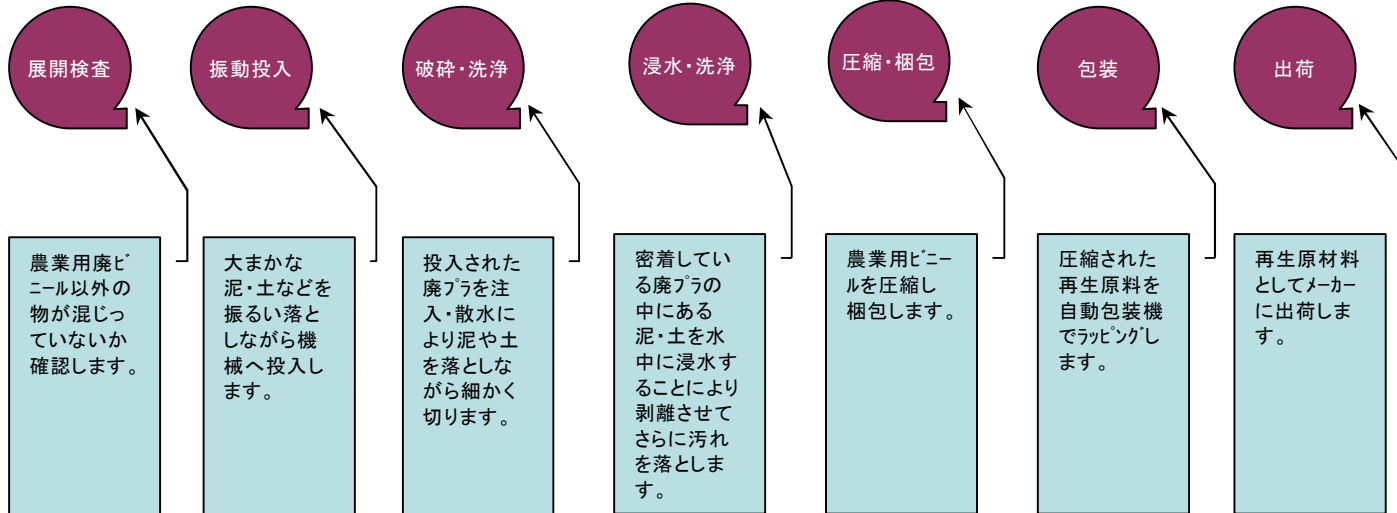 展開検査
振動投入
破砕・洗浄
浸水・洗浄
圧縮・梱包
包装
出荷
農業用廃ﾋﾞ
ﾆｰﾙ以外の
物が混じっ
ていないか
確認します。
大まかな
泥・土などを
振るい落と
しながら機
械へ投入し
ます。
投入された
廃ﾌﾟﾗを注
入・散水に
より泥や土
を落としな
がら細かく
切ります。
密着してい
る廃ﾌﾟﾗの
中にある
泥・土を水
中に浸水す
ることにより
剥離させて
さらに汚れ
を落としま
す。
農業用ﾋﾞﾆｰ
ﾙを圧縮し
梱包します。
圧縮された
再生原料を
自動包装機
でﾗｯﾋﾟﾝｸﾞし
ます。
再生原材料
としてﾒｰｶｰ
に出荷しま
す。